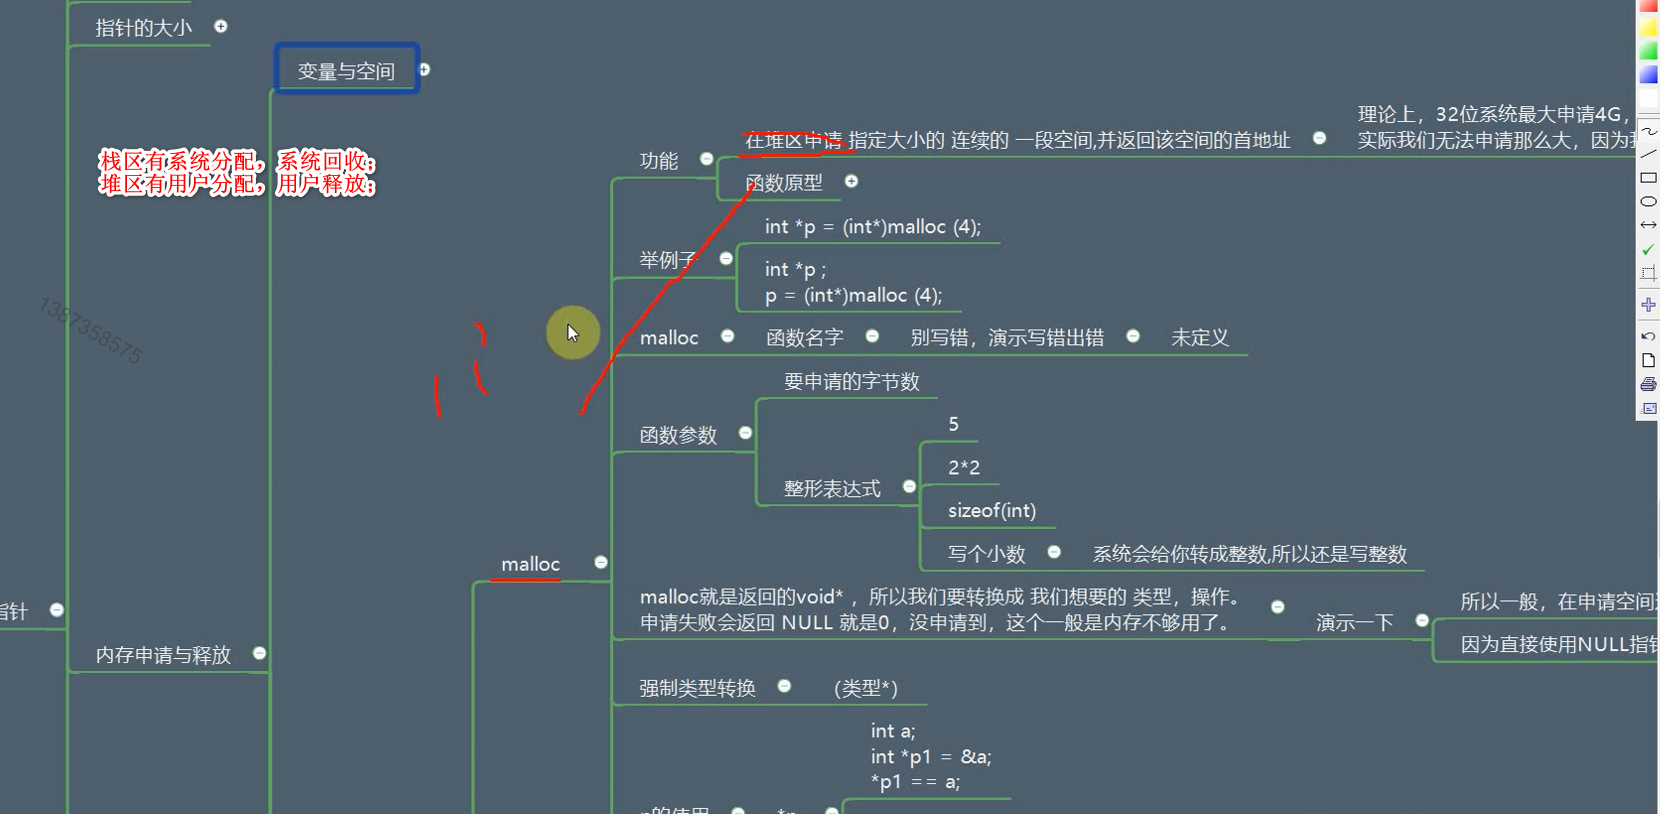 指针的大小
变量与空间
栈区有系统分配，系统回收；
堆区有用户分配，用户释放；
功能
在堆区申请 指定大小的 连续的 一段空间,并返回该空间的首地址
理论上，32位系统最大申请4G，
实际我们无法申请那么大，因为我
函数原型
举例子
int *p = (int*)malloc (4);
int *p ;
p = (int*)malloc (4);
malloc
函数名字
别写错，演示写错出错
未定义
函数参数
要申请的字节数
整形表达式
5
2*2
sizeof(int)
写个小数
系统会给你转成整数,所以还是写整数
malloc
malloc就是返回的void* ，所以我们要转换成 我们想要的 类型，操作。
申请失败会返回 NULL 就是0，没申请到，这个一般是内存不够用了。
演示一下
所以一般，在申请空间
因为直接使用NULL指针
指针
内存申请与释放
强制类型转换
（类型*）
int a;
int *p1 = &a;
*p1 == a;
p的使用
*p
13873585​75